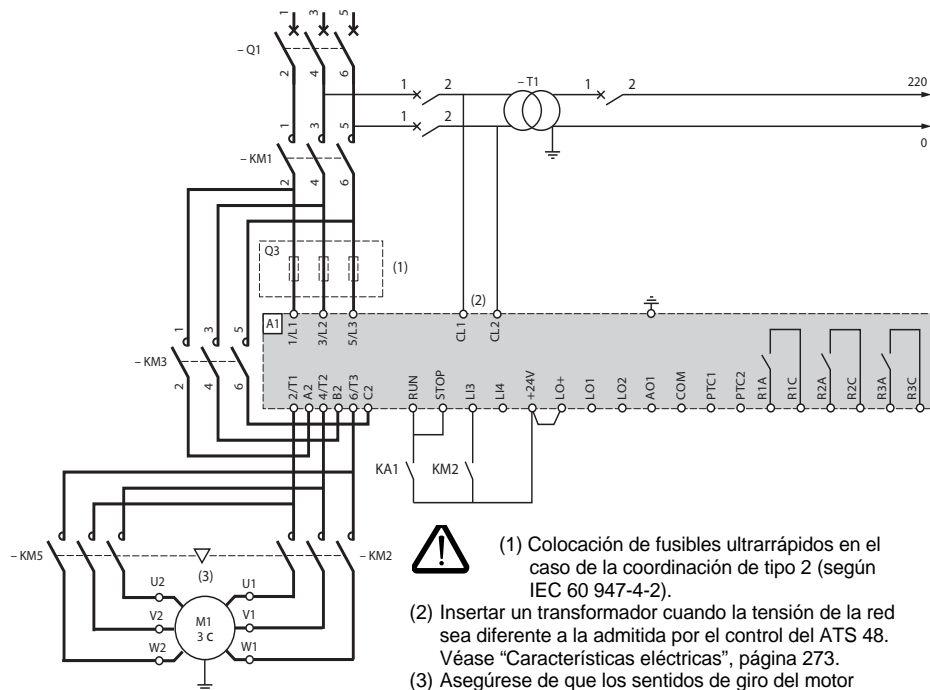 1 3 5
– Q1
2 4 6
1 2
– T1
1 2
220
1 2
0
1 3 5
– KM1
2 4 6
Q3
(1)
(2)
A1
1/L1 3/L2 5/L3 CL1 CL2
1 3 5
– KM3
2 4 6
2/T1 A2 4/T2 B2 6/T3 C2 RUN STOP LI3 LI4 +24V LO+ LO1 LO2 AO1 COM PTC1 PTC2 R1A R1C R2A R2C R3A R3C
KA1 KM2
– KM5
(3)
– KM2
U2 U1
V2 M1 V1
3 C
W2 W1
(1) Colocación de fusibles ultrarrápidos en el
caso de la coordinación de tipo 2 (según
IEC 60 947-4-2).
(2) Insertar un transformador cuando la tensión de la red
sea diferente a la admitida por el control del ATS 48.
Véase “Características eléctricas”, página 273.
(3) Asegúrese de que los sentidos de giro del motor